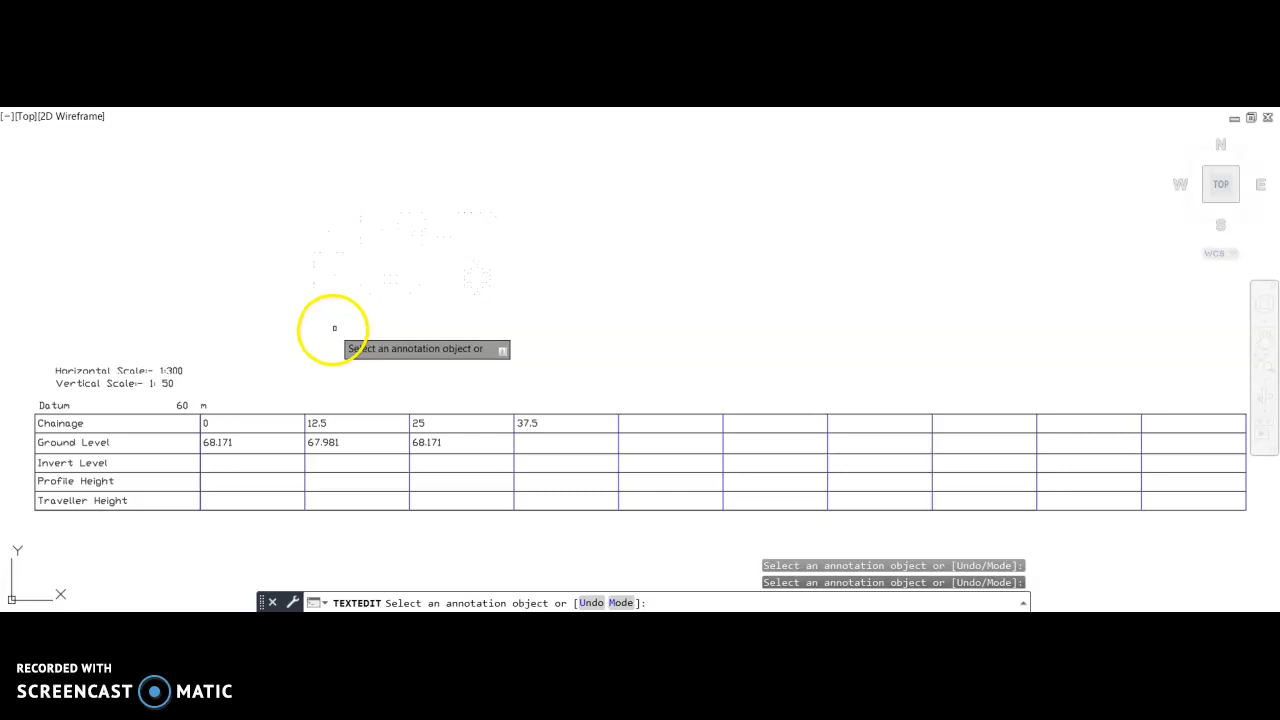 [−][Top][2D Wireframe]
N
W TOP E
S
WCS
Select an annotation object or
Horizontal Scale:- 1:300
Vertical Scale:- 1: 50
Datum 60 m
Chainage 0 12.5 25 37.5
Ground Level 68.171 67.981 68.171
Invert Level
Profile Height
Traveller Height
Y
X
Select an annotation object or [Undo/Mode]:
Select an annotation object or [Undo/Mode]:
TEXTEDIT Select an annotation object or [Undo Mode]:
RECORDED WITH
SCREENCAST MATIC